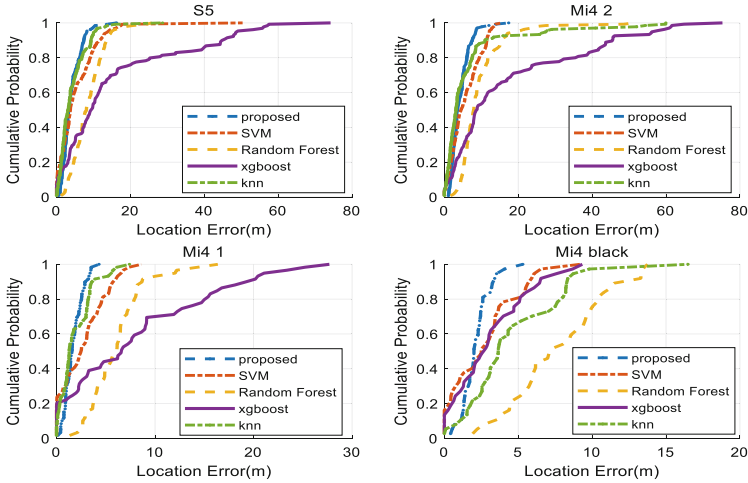 S5
1
0.8
0.6
0.4
0.2
0
Cumulative Probability
proposed
SVM
Random Forest
xgboost
knn
0 20 40 60 80
Location Error(m)
Mi4 2
1
0.8
0.6
0.4
0.2
0
Cumulative Probability
proposed
SVM
Random Forest
xgboost
knn
0 20 40 60 80
Location Error(m)
Mi4 1
1
0.8
0.6
0.4
0.2
0
Cumulative Probability
proposed
SVM
Random Forest
xgboost
knn
0 10 20 30
Location Error(m)
Mi4 black
1
0.8
0.6
0.4
0.2
0
Cumulative Probability
proposed
SVM
Random Forest
xgboost
knn
0 5 10 15 20
Location Error(m)